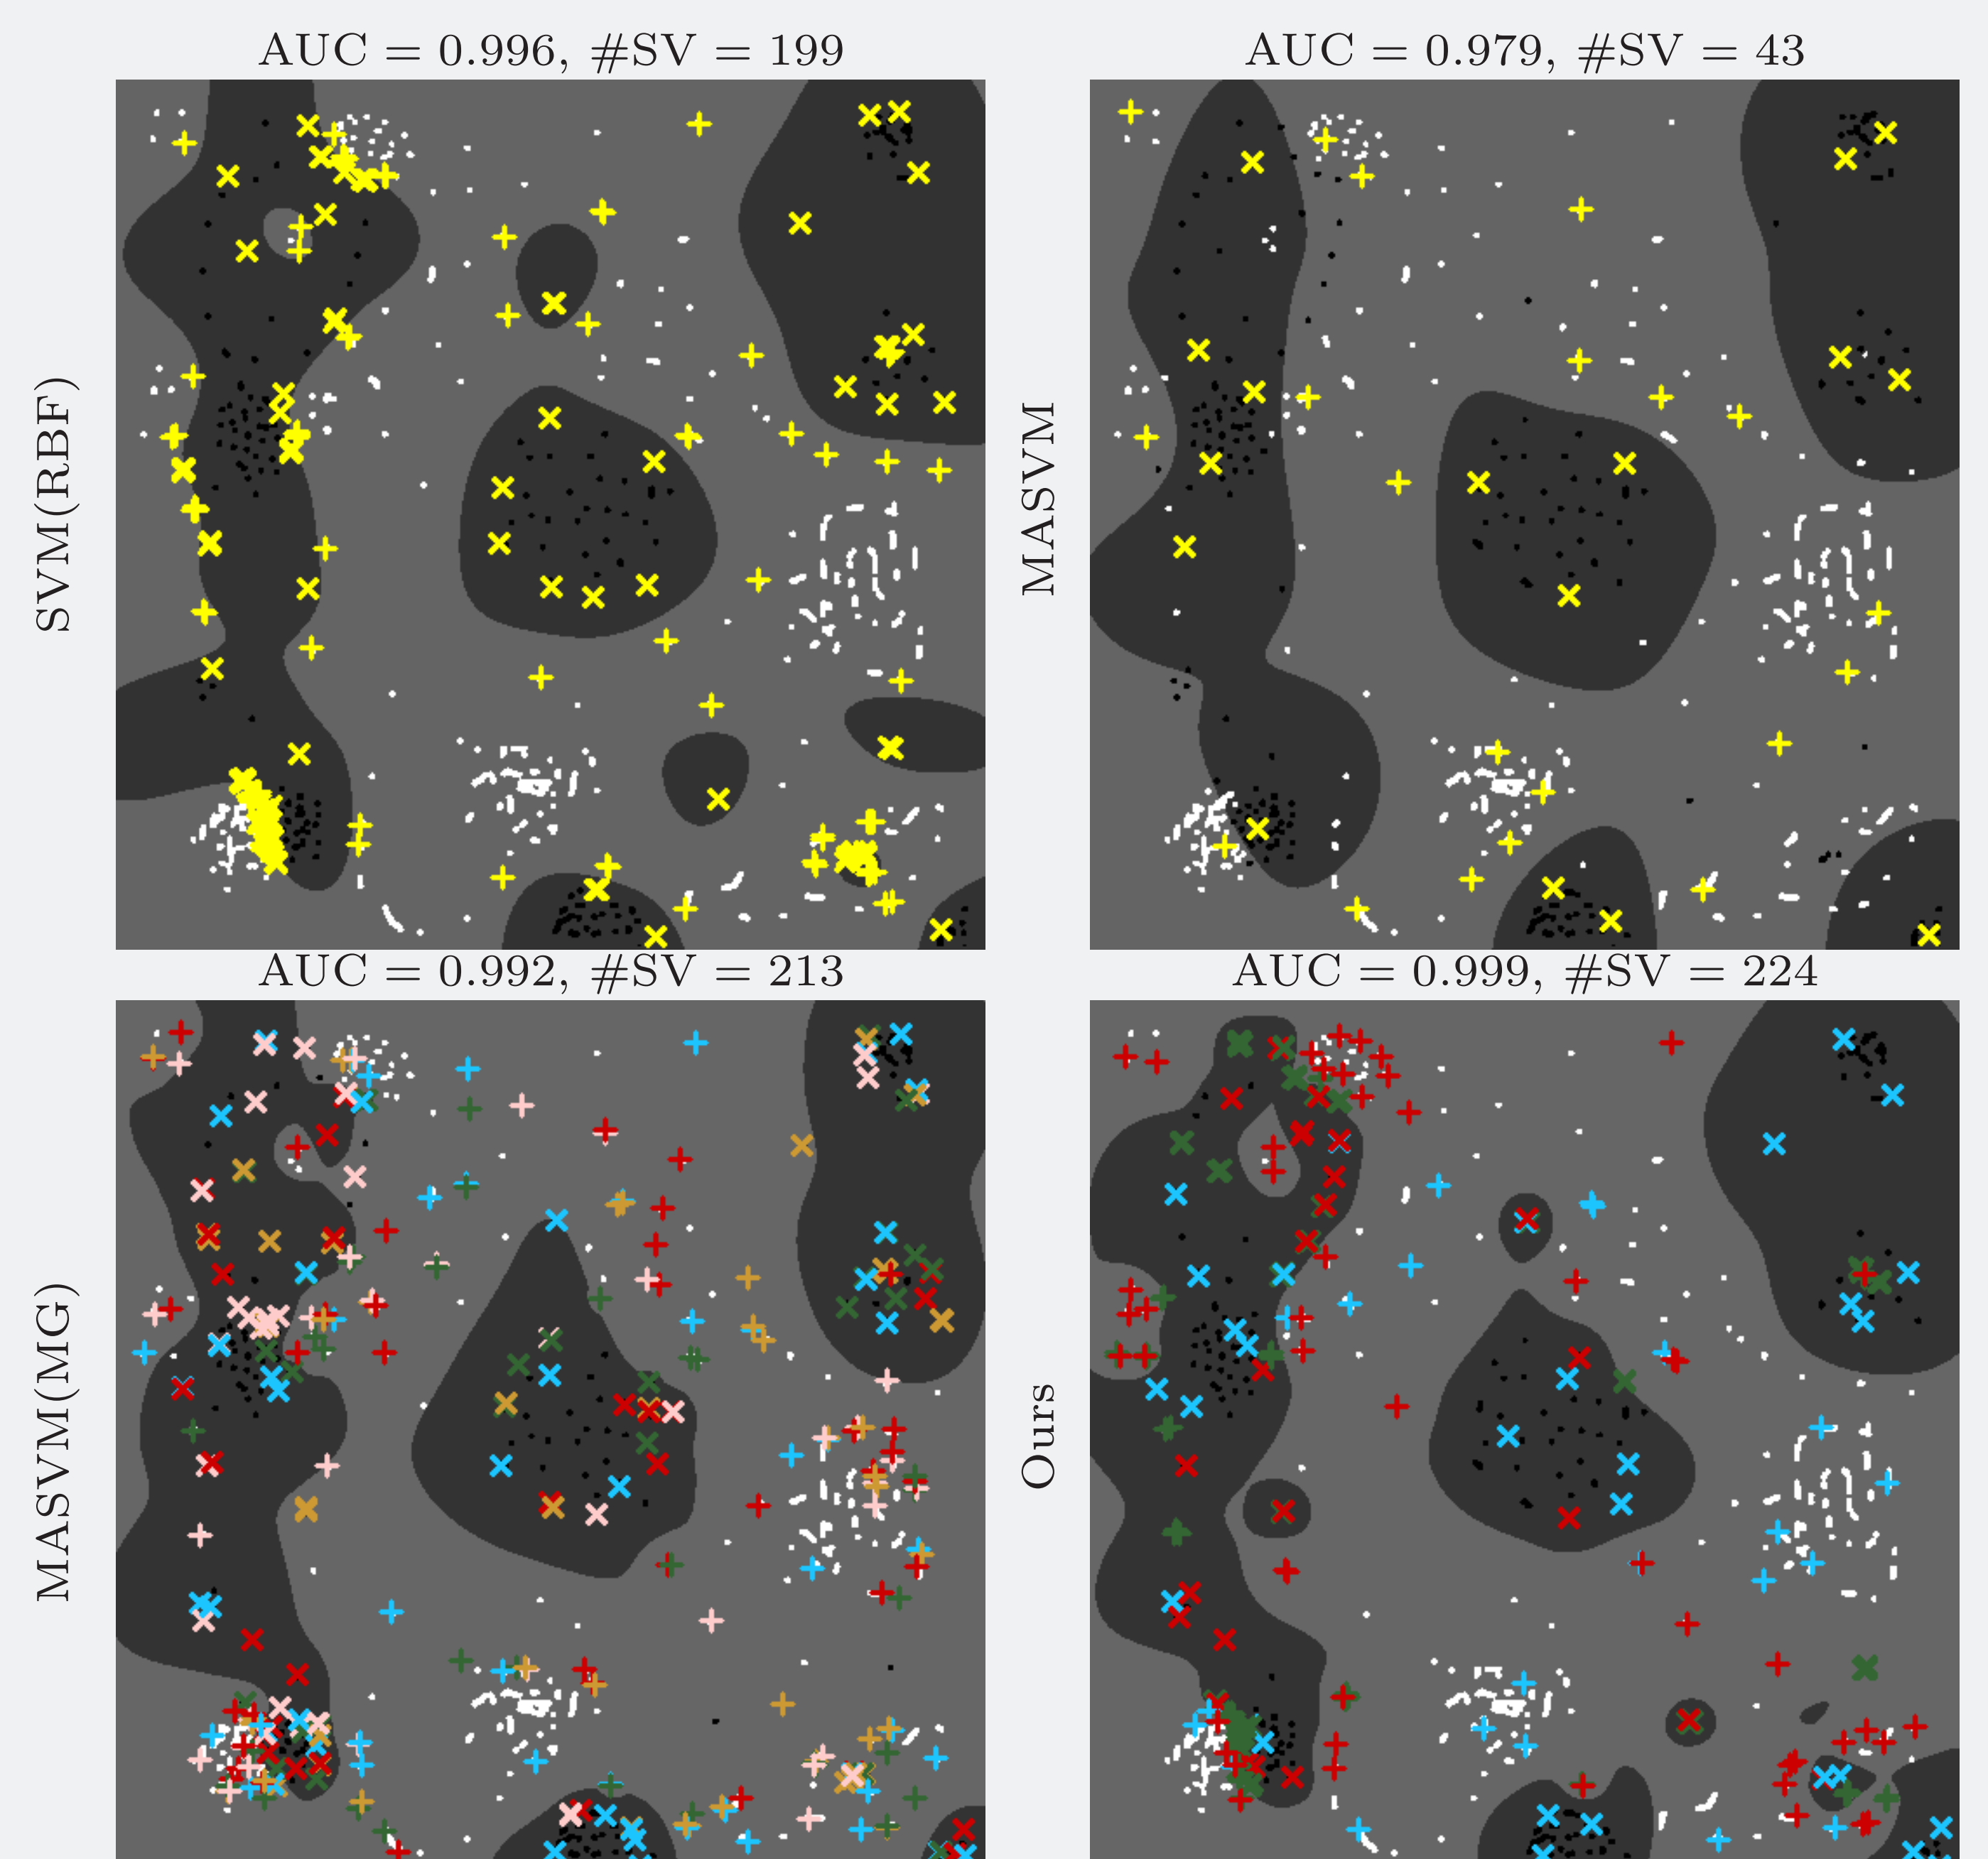 AUC = 0.996, #SV = 199
AUC = 0.979, #SV = 43
SVM(RBF)
MASVM
AUC = 0.992, #SV = 213
AUC = 0.999, #SV = 224
MASVM(MG)
Ours